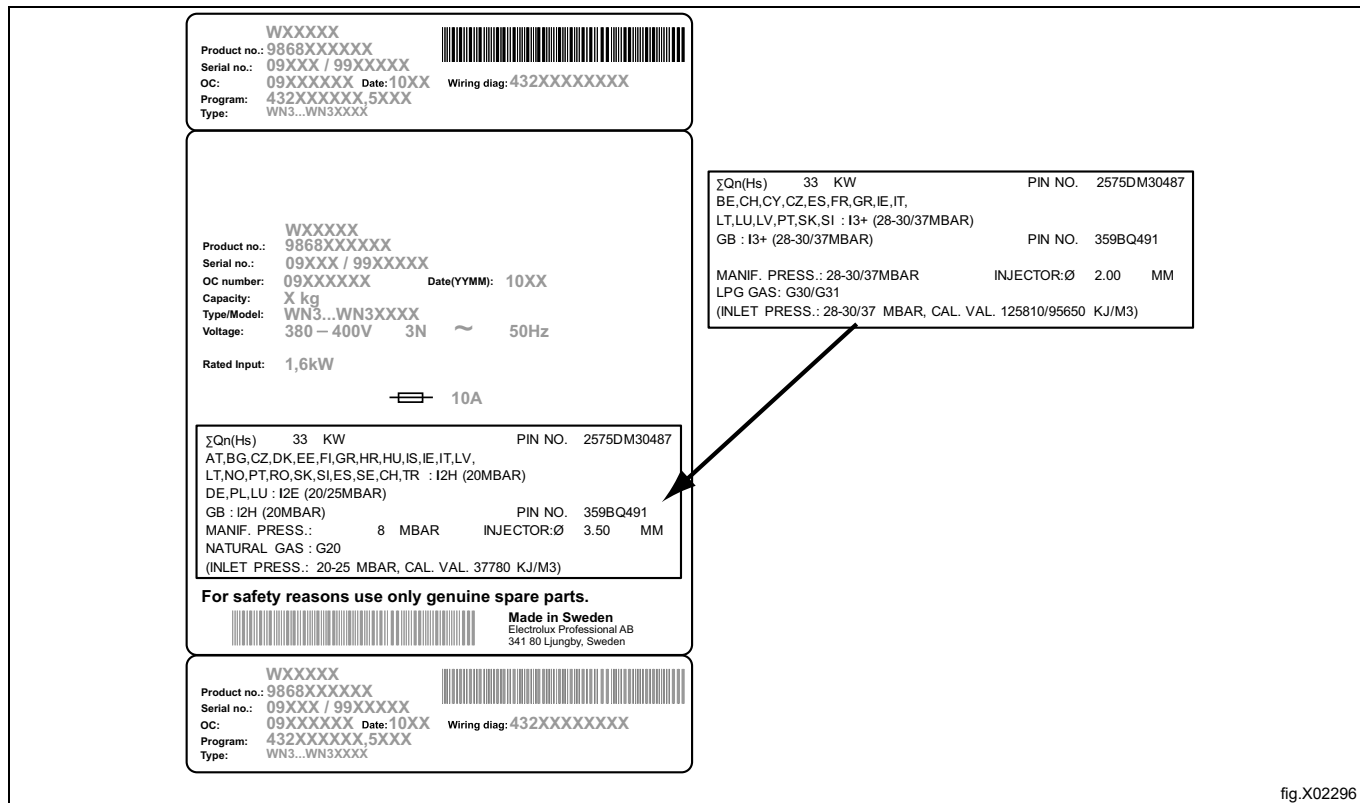 WXXXXX
Product no.: 9868XXXXXX
Serial no.: 09XXX / 99XXXXX
OC: 09XXXXXX Date: 10XX Wiring diag: 432XXXXXXXX
Program: 432XXXXXX,5XXX
Type: WN3...WN3XXXX
WXXXXX
Product no.: 9868XXXXXX
Serial no.: 09XXX / 99XXXXX
OC number: 09XXXXXX Date(YYMM): 10XX
Capacity: X kg
Type/Model: WN3...WN3XXXX
Voltage: 380 – 400V 3N ~ 50Hz
Rated Input: 1,6kW
10A
∑Qn(Hs) 33 KW PIN NO. 2575DM30487
AT,BG,CZ,DK,EE,FI,GR,HR,HU,IS,IE,IT,LV,
LT,NO,PT,RO,SK,SI,ES,SE,CH,TR : I2H (20MBAR)
DE,PL,LU : I2E (20/25MBAR)
GB : I2H (20MBAR) PIN NO. 359BQ491
MANIF. PRESS.: 8 MBAR INJECTOR:Ø 3.50 MM
NATURAL GAS : G20
(INLET PRESS.: 20-25 MBAR, CAL. VAL. 37780 KJ/M3)
For safety reasons use only genuine spare parts.
Made in Sweden
Electrolux Professional AB
341 80 Ljungby, Sweden
WXXXXX
Product no.: 9868XXXXXX
Serial no.: 09XXX / 99XXXXX
OC: 09XXXXXX Date: 10XX Wiring diag: 432XXXXXXXX
Program: 432XXXXXX,5XXX
Type: WN3...WN3XXXX
∑Qn(Hs) 33 KW PIN NO. 2575DM30487
BE,CH,CY,CZ,ES,FR,GR,IE,IT,
LT,LU,LV,PT,SK,SI : I3+ (28-30/37MBAR)
GB : I3+ (28-30/37MBAR) PIN NO. 359BQ491
MANIF. PRESS.: 28-30/37MBAR INJECTOR:Ø 2.00 MM
LPG GAS: G30/G31
(INLET PRESS.: 28-30/37 MBAR, CAL. VAL. 125810/95650 KJ/M3)
fig.X02296